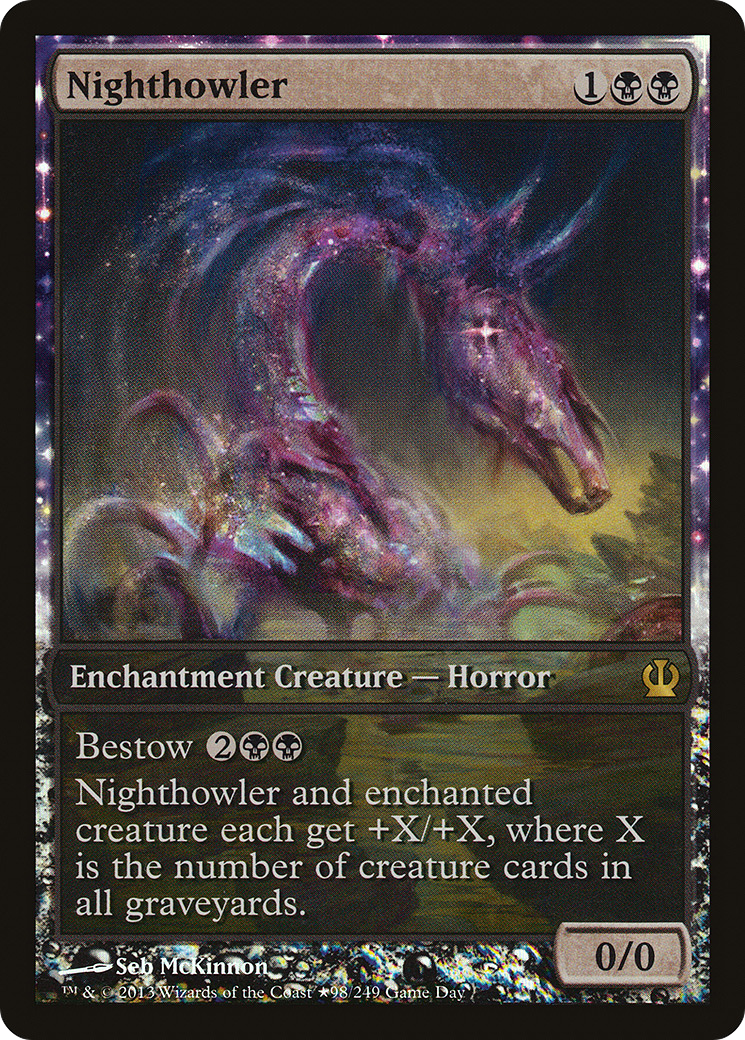 Nighthowler 1
Enchantment Creature — Horror
Bestow 2
Nighthowler and enchanted
creature each get +X/+X, where X
is the number of creature cards in
all graveyards.
0/0
Seb McKinnon
™ & © 2013 Wizards of the Coast ★98/249 Game Day